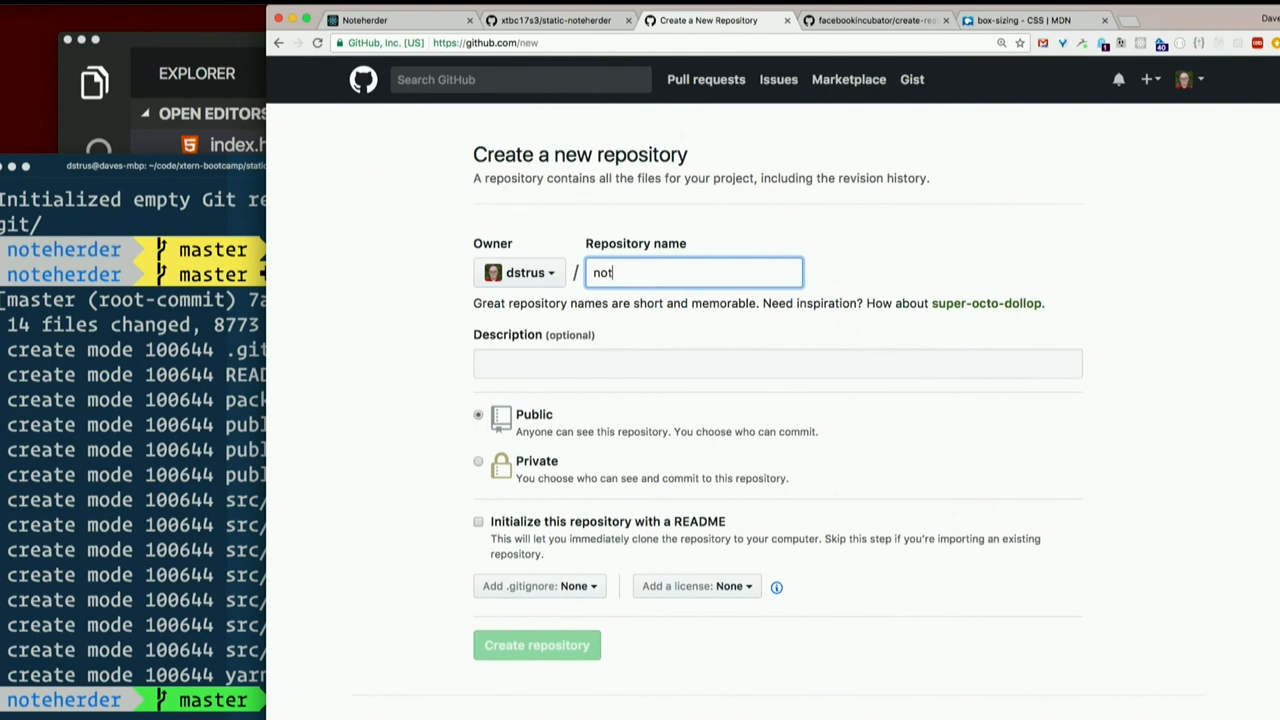 Noteherder
xtbc17s3/static-noteherder
Create a New Repository
facebookincubator/create-rea
box-sizing - CSS | MDN
Dave
GitHub, Inc. [US]
https://github.com/new
EXPLORER
OPEN EDITORS
index.h
Search GitHub
Pull requests
Issues
Marketplace
Gist
dstrus@daves-mbp: ~/code/xtern-bootcamp/static
Initialized empty Git re
git/
noteherder master
noteherder master
[master (root-commit) 7a
14 files changed, 8773
create mode 100644 .git
create mode 100644 READ
create mode 100644 pack
create mode 100644 publ
create mode 100644 publ
create mode 100644 publ
create mode 100644 src/
create mode 100644 src/
create mode 100644 src/
create mode 100644 src/
create mode 100644 src/
create mode 100644 src/
create mode 100644 src/
create mode 100644 yarn
noteherder master
Create a new repository
A repository contains all the files for your project, including the revision history.
Owner
Repository name
dstrus / not
Great repository names are short and memorable. Need inspiration? How about super-octo-dollop.
Description (optional)
Public
Anyone can see this repository. You choose who can commit.
Private
You choose who can see and commit to this repository.
Initialize this repository with a README
This will let you immediately clone the repository to your computer. Skip this step if you're importing an existing
repository.
Add .gitignore: None
Add a license: None
Create repository